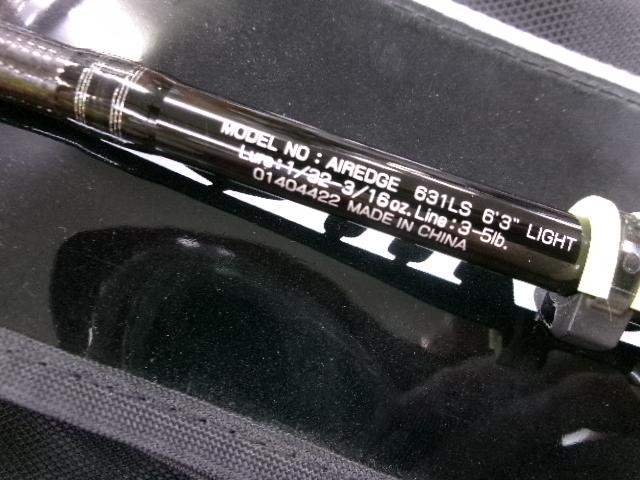 MODEL NO : AIREDGE 631LS 6'3" LIGHT
Lure : 1/32-3/16oz. Line : 3-5lb.
01404422 MADE IN CHINA